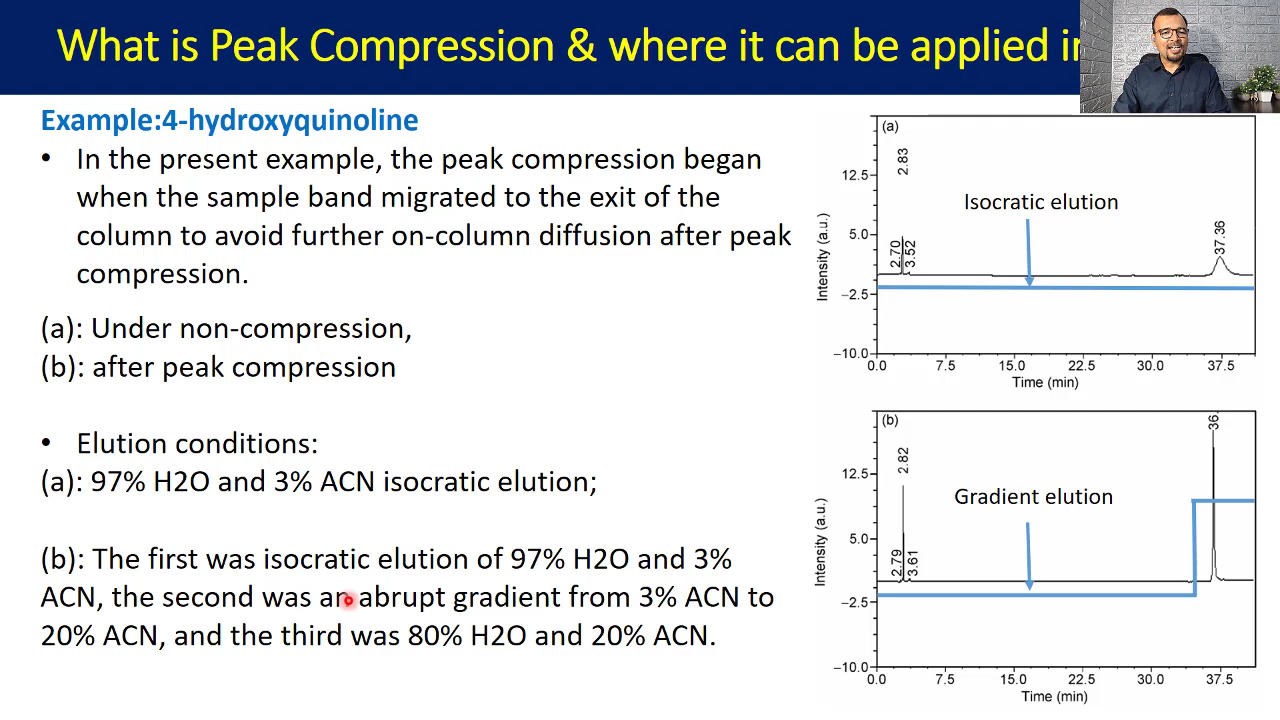 What is Peak Compression & where it can be applied in
Example:4-hydroxyquinoline
• In the present example, the peak compression began
when the sample band migrated to the exit of the
column to avoid further on-column diffusion after peak
compression.
(a): Under non-compression,
(b): after peak compression
• Elution conditions:
(a): 97% H2O and 3% ACN isocratic elution;
(b): The first was isocratic elution of 97% H2O and 3%
ACN, the second was an abrupt gradient from 3% ACN to
20% ACN, and the third was 80% H2O and 20% ACN.
(a)
2.83
12.5
Isocratic elution
5.0
2.70
3.52
37.36
Intensity (a.u.)
−2.5
−10.0
0.0 7.5 15.0 22.5 30.0 37.5
Time (min)
(b)
36
2.82
12.5
Gradient elution
5.0
2.79
3.61
Intensity (a.u.)
−2.5
−10.0
0.0 7.5 15.0 22.5 30.0 37.5
Time (min)